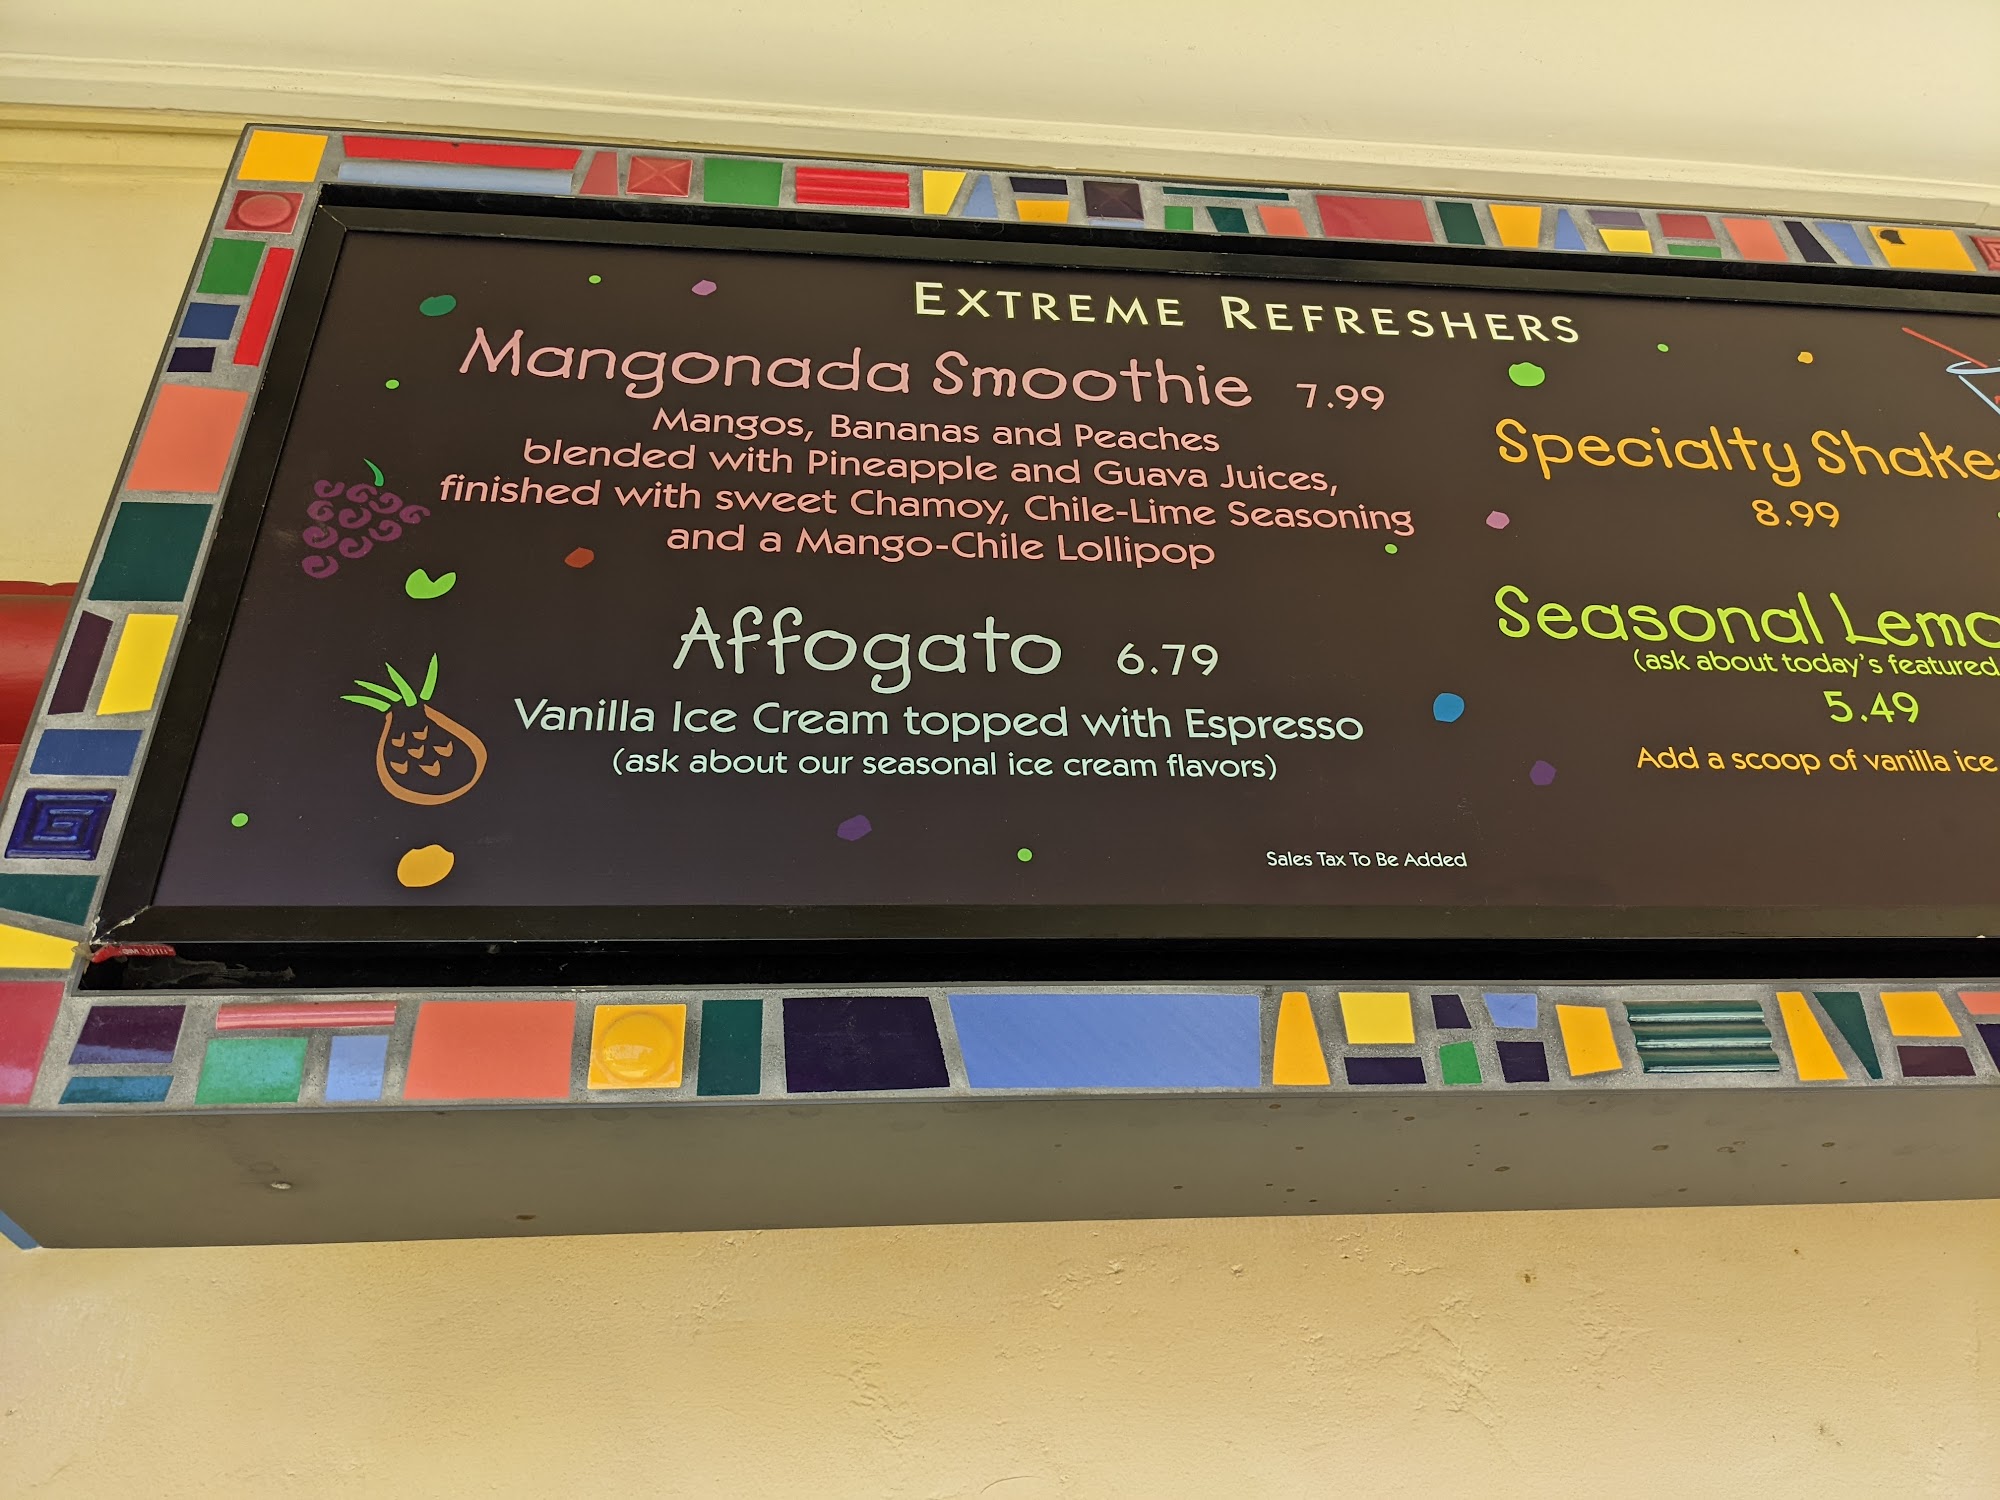 EXTREME REFRESHERS
Mangonada Smoothie 7.99
Mangos, Bananas and Peaches
blended with Pineapple and Guava Juices,
finished with sweet Chamoy, Chile-Lime Seasoning
and a Mango-Chile Lollipop
Affogato 6.79
Vanilla Ice Cream topped with Espresso
(ask about our seasonal ice cream flavors)
Specialty Shake
8.99
Seasonal Lemo
(ask about today's featured
5.49
Add a scoop of vanilla ice
Sales Tax To Be Added